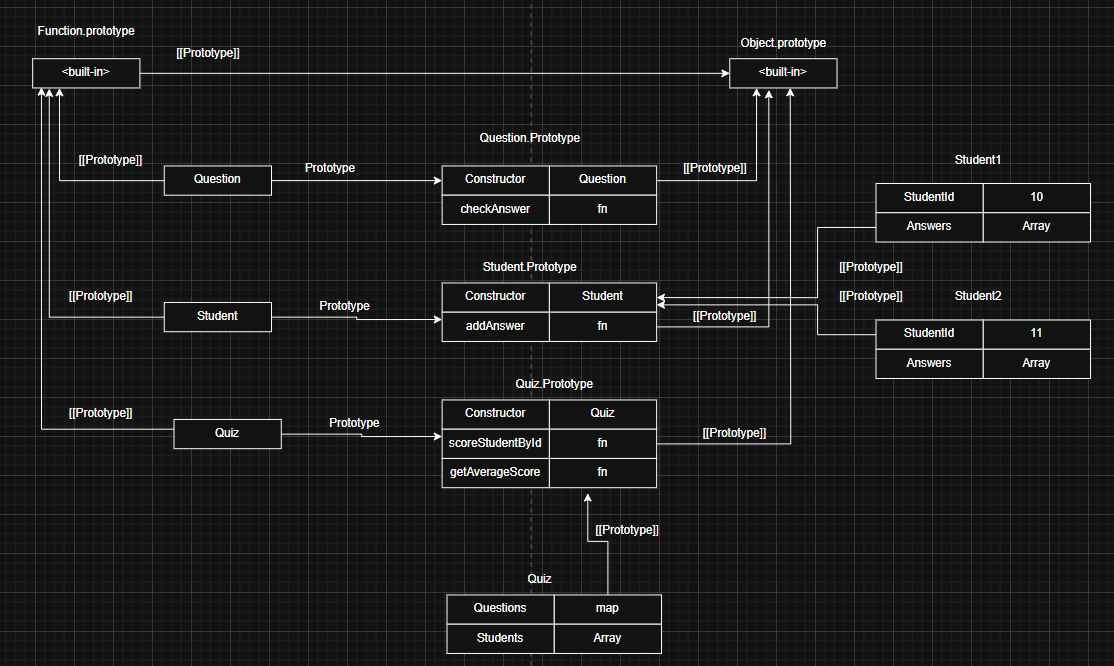 Function.prototype
[[Prototype]]
Object.prototype
<built-in>
<built-in>
Question.Prototype
[[Prototype]]
Prototype
[[Prototype]]
Student1
Question
Constructor Question
checkAnswer fn
StudentId 10
Answers Array
Student.Prototype
[[Prototype]]
[[Prototype]]
Prototype
Constructor Student
[[Prototype]]
Student2
Student
addAnswer fn
[[Prototype]]
StudentId 11
Answers Array
Quiz.Prototype
[[Prototype]]
Prototype
Constructor Quiz
Quiz
scoreStudentById fn
[[Prototype]]
getAverageScore fn
[[Prototype]]
Quiz
Questions map
Students Array